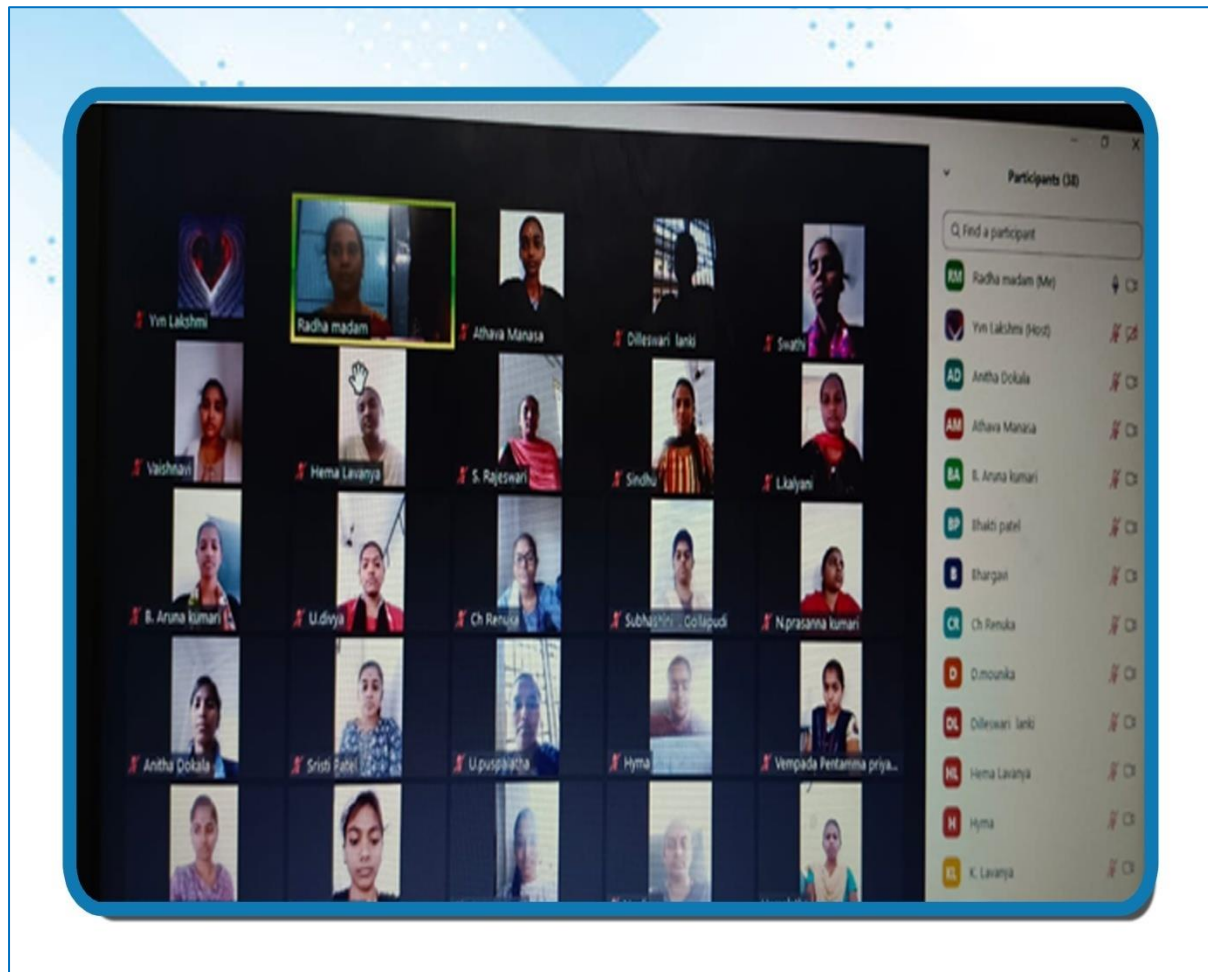 Participants (38)
Find a participant
Yvn Lakshmi
Radha madam
Athava Manasa
Dilleswari lanki
Swathi
Vaishnavi
Hema Lavanya
S. Rajeswari
Sindhu
L.kalyani
B. Aruna kumari
U.divya
Ch Renuka
Subhashini . Gollapudi
N.prasanna kumari
Anitha Dokala
Sristi Patel
U.puspalatha
Hyma
Vempada Pentamma priya...
RM Radha madam (Me)
Yvn Lakshmi (Host)
AD Anitha Dokala
AM Athava Manasa
BA B. Aruna kumari
BP Bhakti patel
B Bhargavi
CR Ch Renuka
D D.mounika
DL Dilleswari lanki
HL Hema Lavanya
H Hyma
KL K. Lavanya